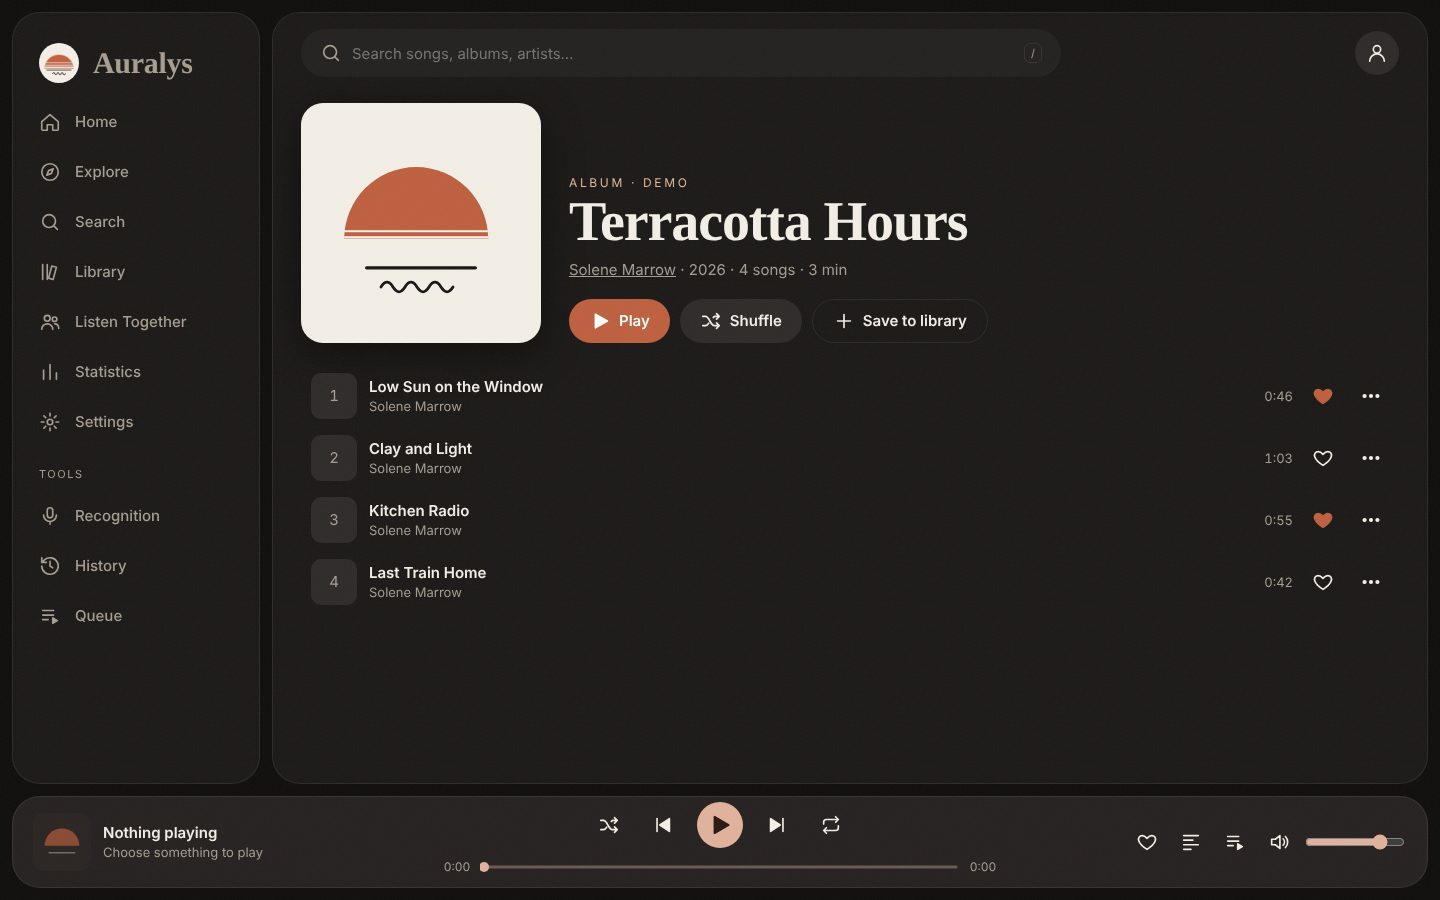 Auralys
Home
Explore
Search
Library
Listen Together
Statistics
Settings
TOOLS
Recognition
History
Queue
Search songs, albums, artists...
/
ALBUM · DEMO
Terracotta Hours
Solene Marrow · 2026 · 4 songs · 3 min
Play
Shuffle
Save to library
1
Low Sun on the Window
Solene Marrow
0:46
2
Clay and Light
Solene Marrow
1:03
3
Kitchen Radio
Solene Marrow
0:55
4
Last Train Home
Solene Marrow
0:42
Nothing playing
Choose something to play
0:00
0:00